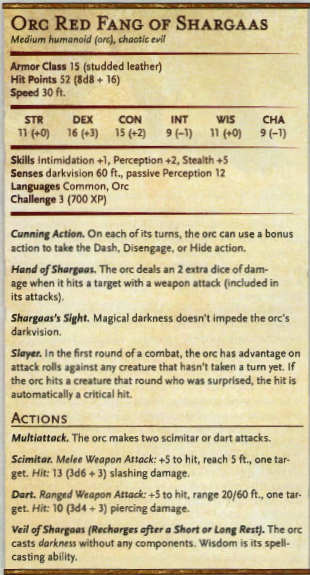 ORC RED FANG OF SHARGAAS
Medium humanoid (orc), chaotic evil
Armor Class 15 (studded leather)
Hit Points 52 (8d8 + 16)
Speed 30 ft.
STR DEX CON INT WIS CHA
11 (+0) 16 (+3) 15 (+2) 9 (−1) 11 (+0) 9 (−1)
Skills Intimidation +1, Perception +2, Stealth +5
Senses darkvision 60 ft., passive Perception 12
Languages Common, Orc
Challenge 3 (700 XP)
Cunning Action. On each of its turns, the orc can use a bonus
action to take the Dash, Disengage, or Hide action.
Hand of Shargaas. The orc deals an 2 extra dice of dam-
age when it hits a target with a weapon attack (included in
its attacks).
Shargaas's Sight. Magical darkness doesn't impede the orc's
darkvision.
Slayer. In the first round of a combat, the orc has advantage on
attack rolls against any creature that hasn't taken a turn yet. If
the orc hits a creature that round who was surprised, the hit is
automatically a critical hit.
ACTIONS
Multiattack. The orc makes two scimitar or dart attacks.
Scimitar. Melee Weapon Attack: +5 to hit, reach 5 ft., one tar-
get. Hit: 13 (3d6 + 3) slashing damage.
Dart. Ranged Weapon Attack: +5 to hit, range 20/60 ft., one tar-
get. Hit: 10 (3d4 + 3) piercing damage.
Veil of Shargaas (Recharges after a Short or Long Rest). The orc
casts darkness without any components. Wisdom is its spell-
casting ability.